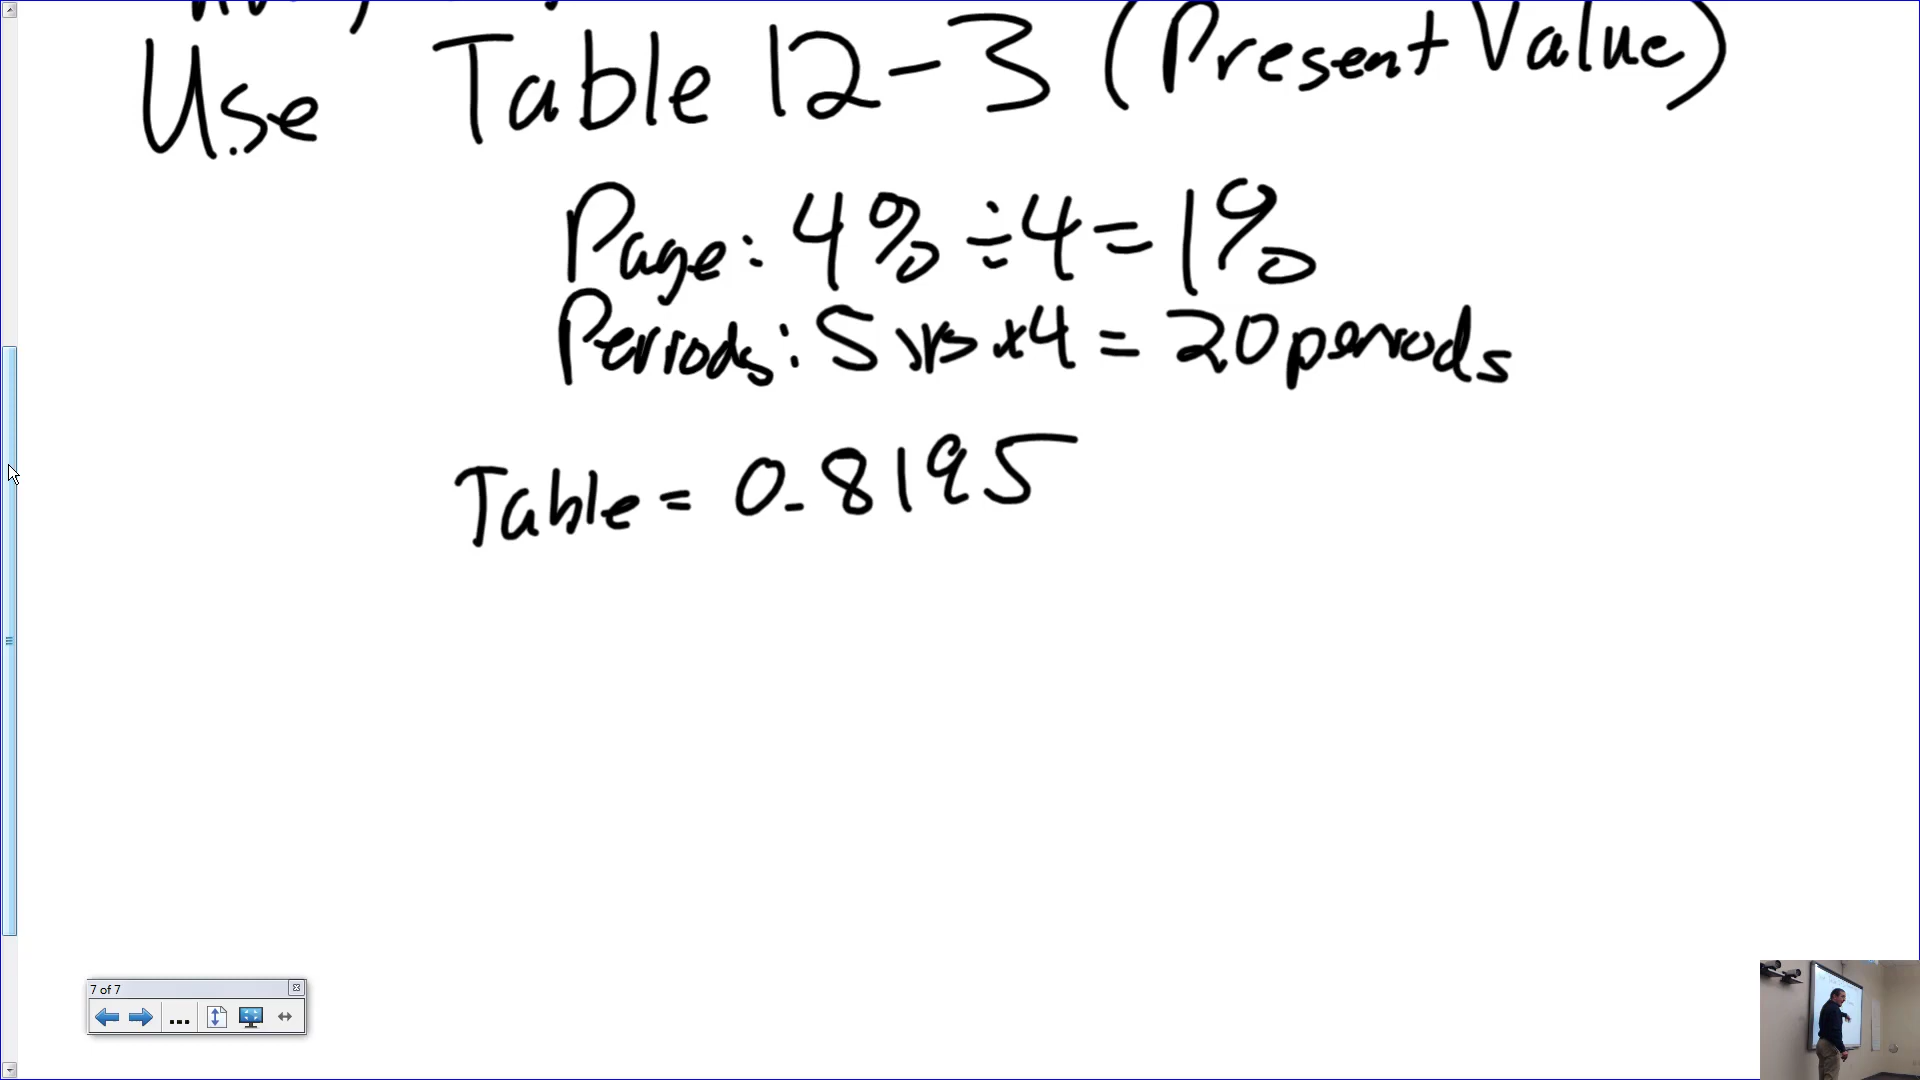 Use Table 12-3 (Present Value)
Page: 4% ÷ 4 = 1%
Periods: 5 yrs x 4 = 20 periods
Table = 0.8195
7 of 7